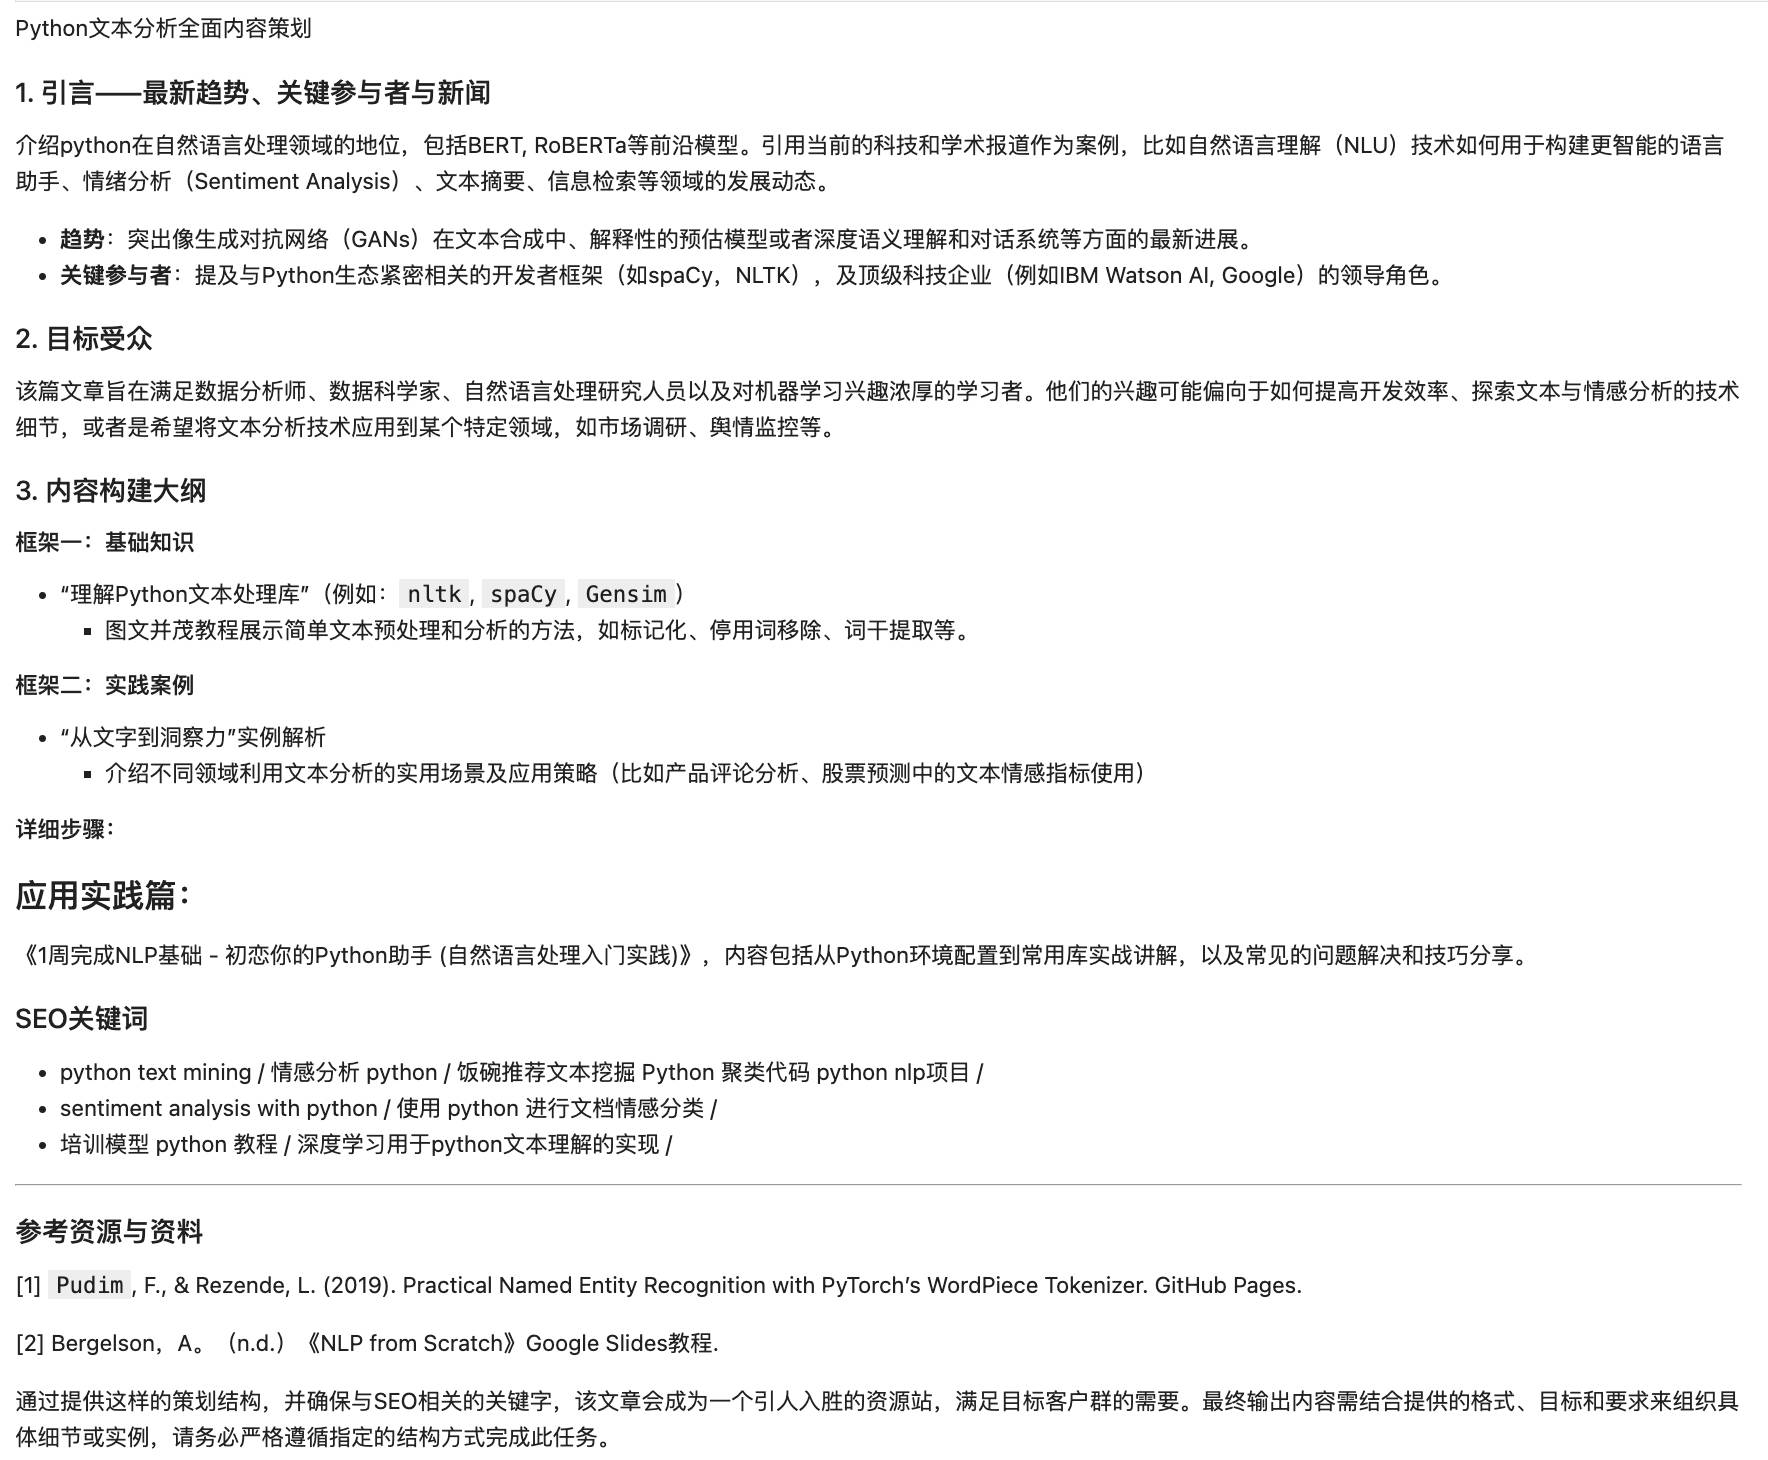 Python文本分析全面内容策划
1. 引言——最新趋势、关键参与者与新闻
介绍python在自然语言处理领域的地位，包括BERT, RoBERTa等前沿模型。引用当前的科技和学术报道作为案例，比如自然语言理解（NLU）技术如何用于构建更智能的语言
助手、情绪分析（Sentiment Analysis）、文本摘要、信息检索等领域的发展动态。
• 趋势：突出像生成对抗网络（GANs）在文本合成中、解释性的预估模型或者深度语义理解和对话系统等方面的最新进展。
• 关键参与者：提及与Python生态紧密相关的开发者框架（如spaCy，NLTK），及顶级科技企业（例如IBM Watson AI, Google）的领导角色。
2. 目标受众
该篇文章旨在满足数据分析师、数据科学家、自然语言处理研究人员以及对机器学习兴趣浓厚的学习者。他们的兴趣可能偏向于如何提高开发效率、探索文本与情感分析的技术
细节，或者是希望将文本分析技术应用到某个特定领域，如市场调研、舆情监控等。
3. 内容构建大纲
框架一：基础知识
• “理解Python文本处理库”（例如： nltk, spaCy, Gensim）
▪ 图文并茂教程展示简单文本预处理和分析的方法，如标记化、停用词移除、词干提取等。
框架二：实践案例
• “从文字到洞察力”实例解析
▪ 介绍不同领域利用文本分析的实用场景及应用策略（比如产品评论分析、股票预测中的文本情感指标使用）
详细步骤：
应用实践篇：
《1周完成NLP基础 - 初恋你的Python助手 (自然语言处理入门实践)》，内容包括从Python环境配置到常用库实战讲解，以及常见的问题解决和技巧分享。
SEO关键词
• python text mining / 情感分析 python / 饭碗推荐文本挖掘 Python 聚类代码 python nlp项目 /
• sentiment analysis with python / 使用 python 进行文档情感分类 /
• 培训模型 python 教程 / 深度学习用于python文本理解的实现 /
参考资源与资料
[1] Pudim, F., & Rezende, L. (2019). Practical Named Entity Recognition with PyTorch’s WordPiece Tokenizer. GitHub Pages.
[2] Bergelson，A。（n.d.）《NLP from Scratch》Google Slides教程.
通过提供这样的策划结构，并确保与SEO相关的关键字，该文章会成为一个引人入胜的资源站，满足目标客户群的需要。最终输出内容需结合提供的格式、目标和要求来组织具
体细节或实例，请务必严格遵循指定的结构方式完成此任务。